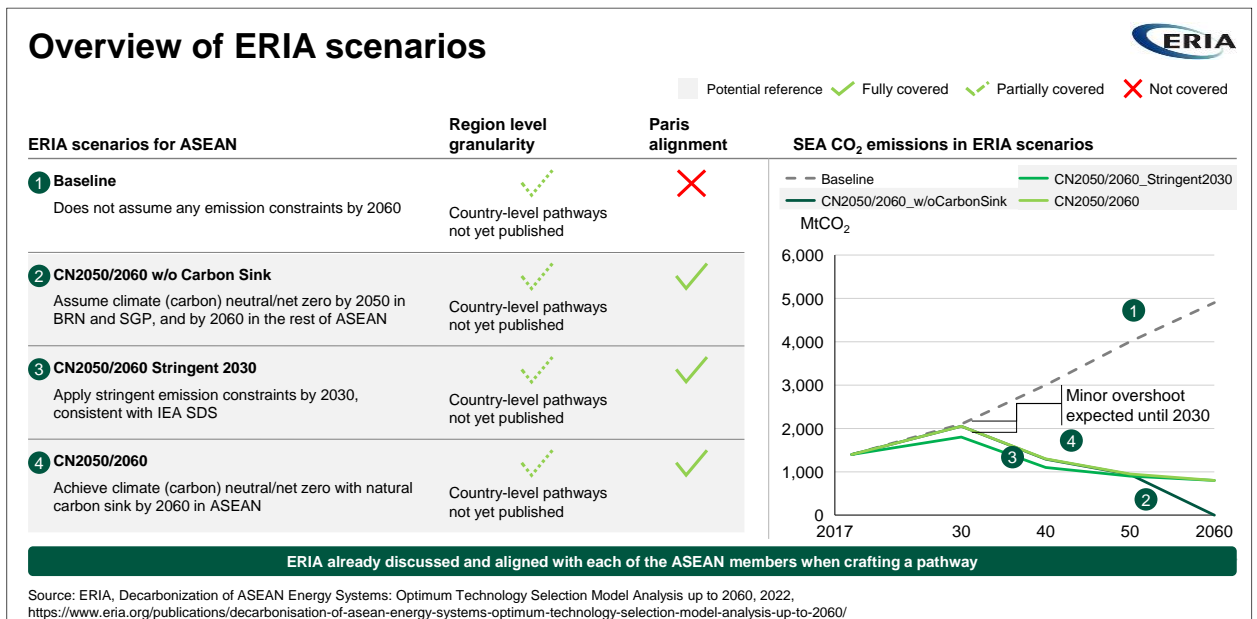 Overview of ERIA scenarios
ERIA
Potential reference
Fully covered
Partially covered
Not covered
ERIA scenarios for ASEAN
Region level
granularity
Paris
alignment
1 Baseline
Does not assume any emission constraints by 2060
Country-level pathways
not yet published
2 CN2050/2060 w/o Carbon Sink
Assume climate (carbon) neutral/net zero by 2050 in
BRN and SGP, and by 2060 in the rest of ASEAN
Country-level pathways
not yet published
3 CN2050/2060 Stringent 2030
Apply stringent emission constraints by 2030,
consistent with IEA SDS
Country-level pathways
not yet published
4 CN2050/2060
Achieve climate (carbon) neutral/net zero with natural
carbon sink by 2060 in ASEAN
Country-level pathways
not yet published
SEA CO₂ emissions in ERIA scenarios
Baseline
CN2050/2060_Stringent2030
CN2050/2060_w/oCarbonSink
CN2050/2060
MtCO₂
6,000
5,000
4,000
3,000
2,000
1,000
0
1
Minor overshoot
expected until 2030
4
3
2
2017
30
40
50
2060
ERIA already discussed and aligned with each of the ASEAN members when crafting a pathway
Source: ERIA, Decarbonization of ASEAN Energy Systems: Optimum Technology Selection Model Analysis up to 2060, 2022,
https://www.eria.org/publications/decarbonisation-of-asean-energy-systems-optimum-technology-selection-model-analysis-up-to-2060/